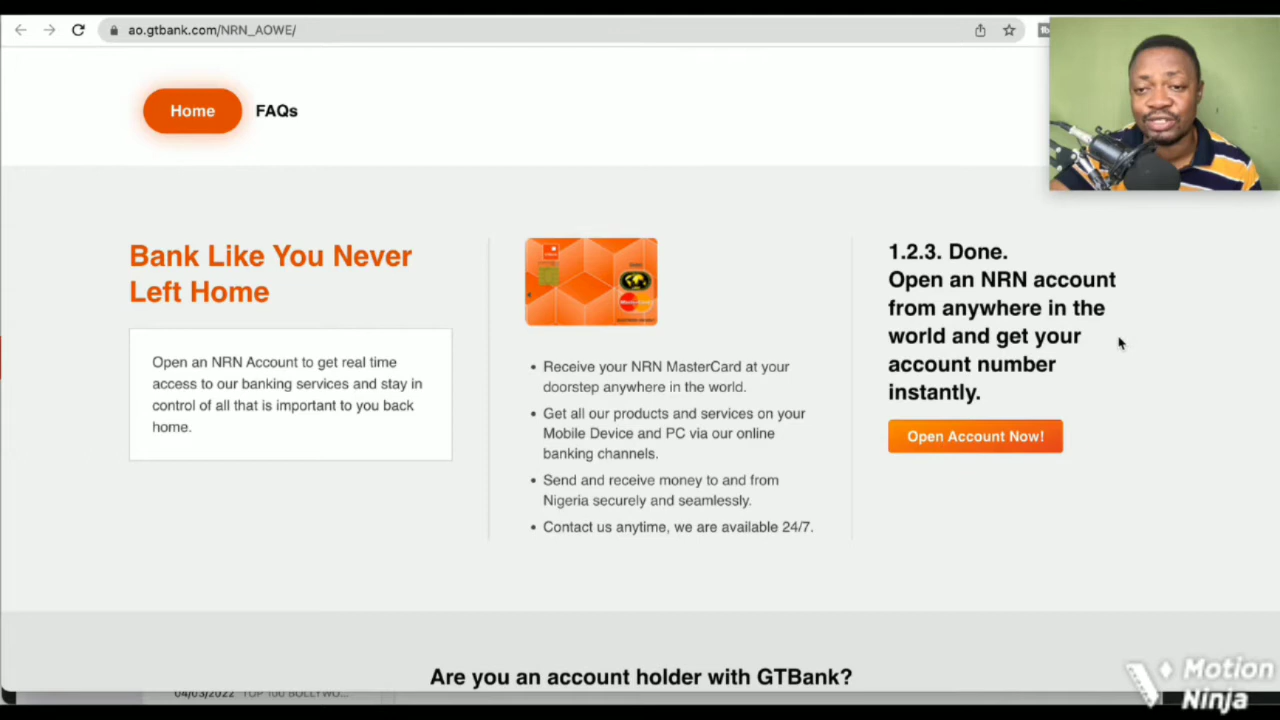 ao.gtbank.com/NRN_AOWE/
Home
FAQs
Bank Like You Never
Left Home
Open an NRN Account to get real time
access to our banking services and stay in
control of all that is important to you back
home.
• Receive your NRN MasterCard at your
doorstep anywhere in the world.
• Get all our products and services on your
Mobile Device and PC via our online
banking channels.
• Send and receive money to and from
Nigeria securely and seamlessly.
• Contact us anytime, we are available 24/7.
1.2.3. Done.
Open an NRN account
from anywhere in the
world and get your
account number
instantly.
Open Account Now!
Are you an account holder with GTBank?
04/03/2022 TOP 100 BOLLYWO...
Motion
Ninja